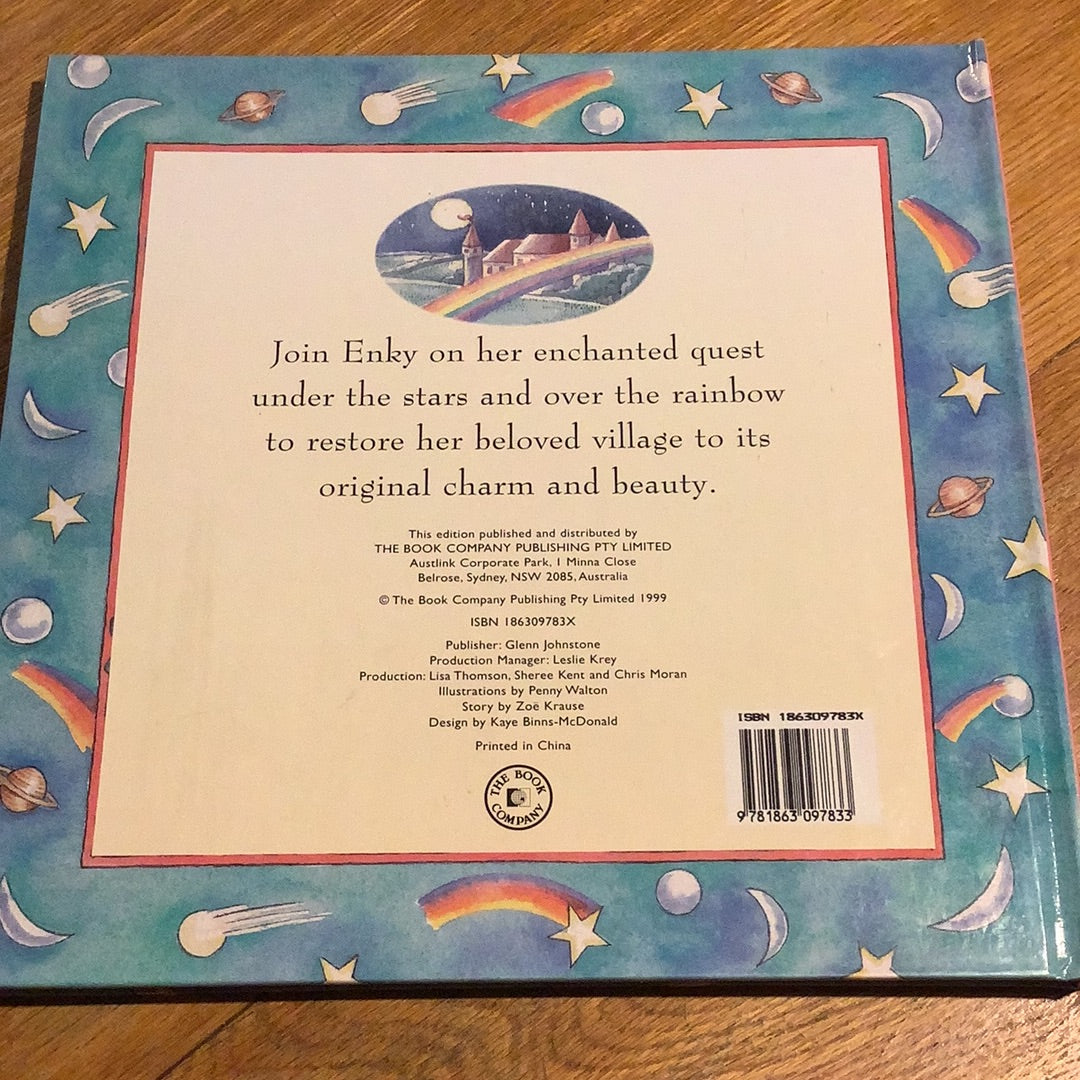 Join Enky on her enchanted quest
under the stars and over the rainbow
to restore her beloved village to its
original charm and beauty.
This edition published and distributed by
THE BOOK COMPANY PUBLISHING PTY LIMITED
Austlink Corporate Park, 1 Minna Close
Belrose, Sydney, NSW 2085, Australia
© The Book Company Publishing Pty Limited 1999
ISBN 186309783X
Publisher: Glenn Johnstone
Production Manager: Leslie Krey
Production: Lisa Thomson, Sheree Kent and Chris Moran
Illustrations by Penny Walton
Story by Zoë Krause
Design by Kaye Binns-McDonald
Printed in China
THE BOOK
COMPANY
ISBN 186309783X
9 781863 097833